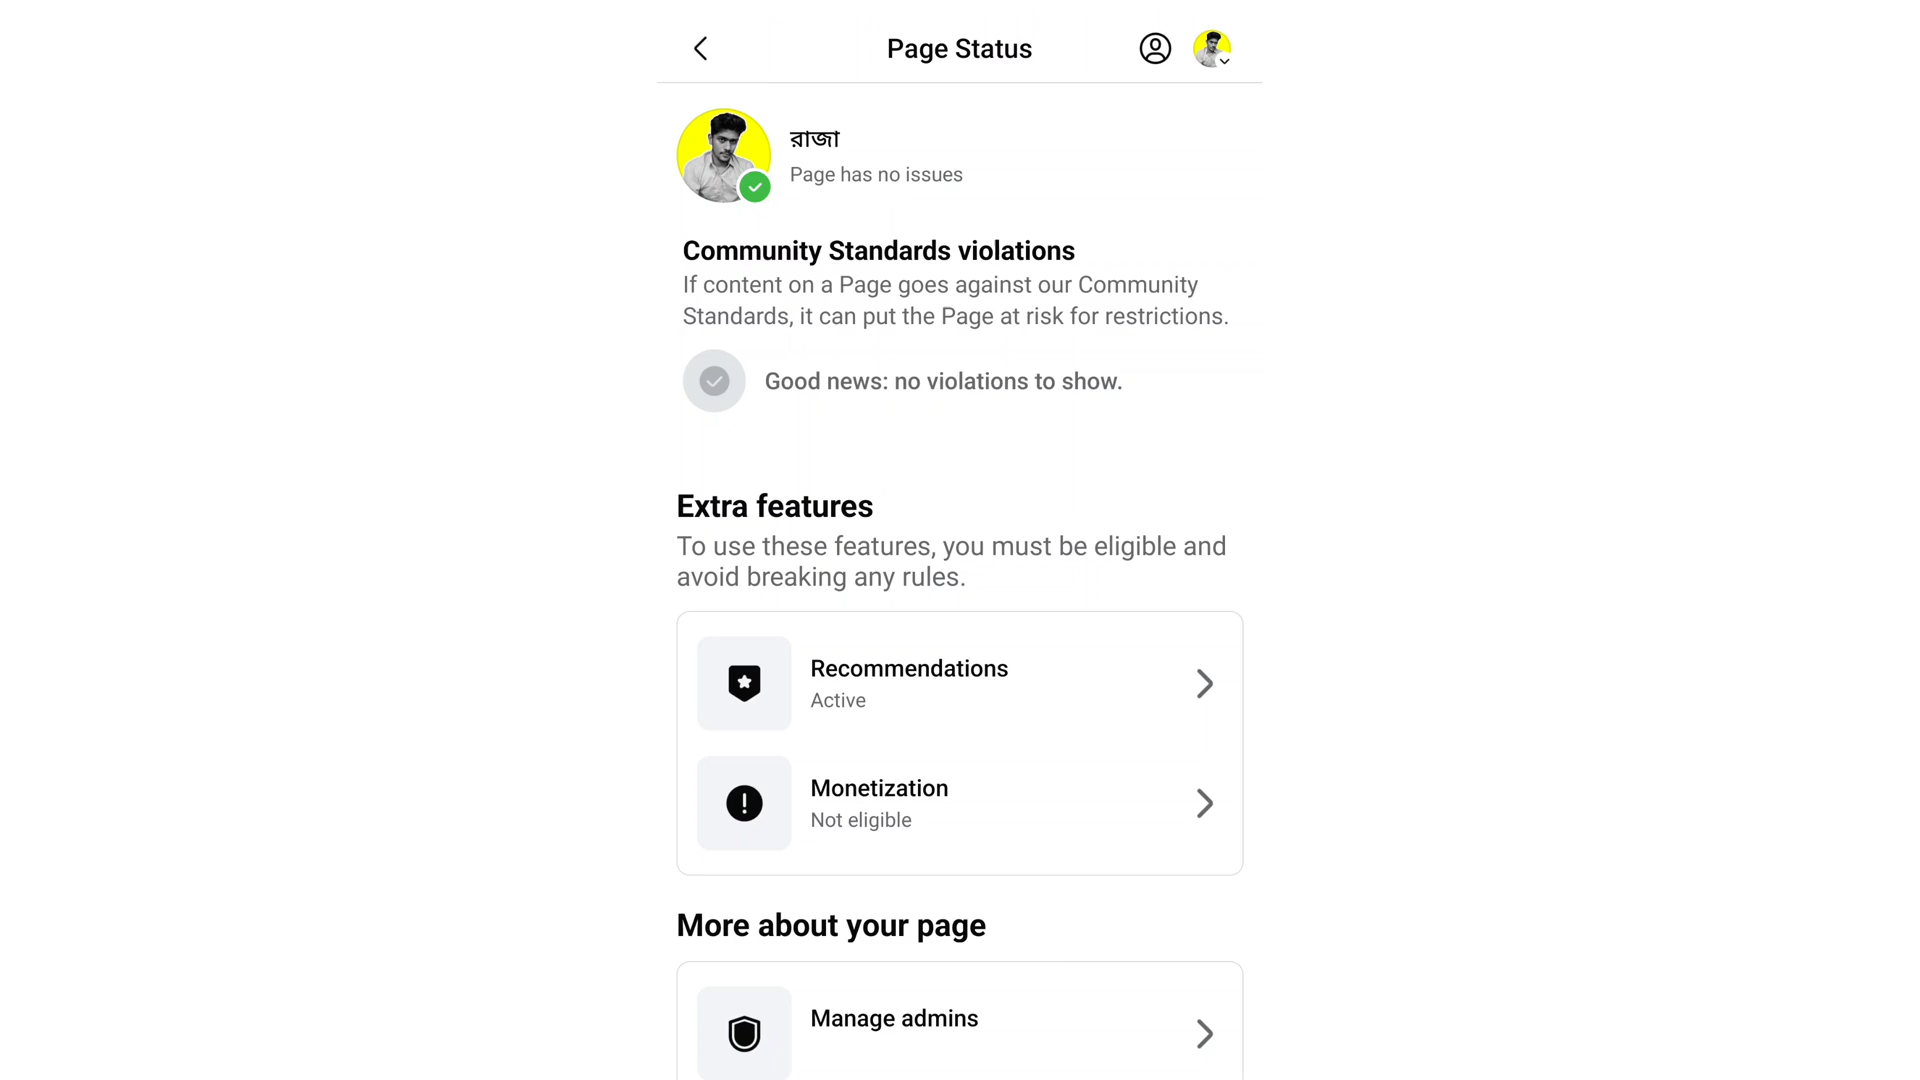 Page Status
রাজা
Page has no issues
Community Standards violations
If content on a Page goes against our Community
Standards, it can put the Page at risk for restrictions.
Good news: no violations to show.
Extra features
To use these features, you must be eligible and
avoid breaking any rules.
Recommendations
Active
Monetization
Not eligible
More about your page
Manage admins